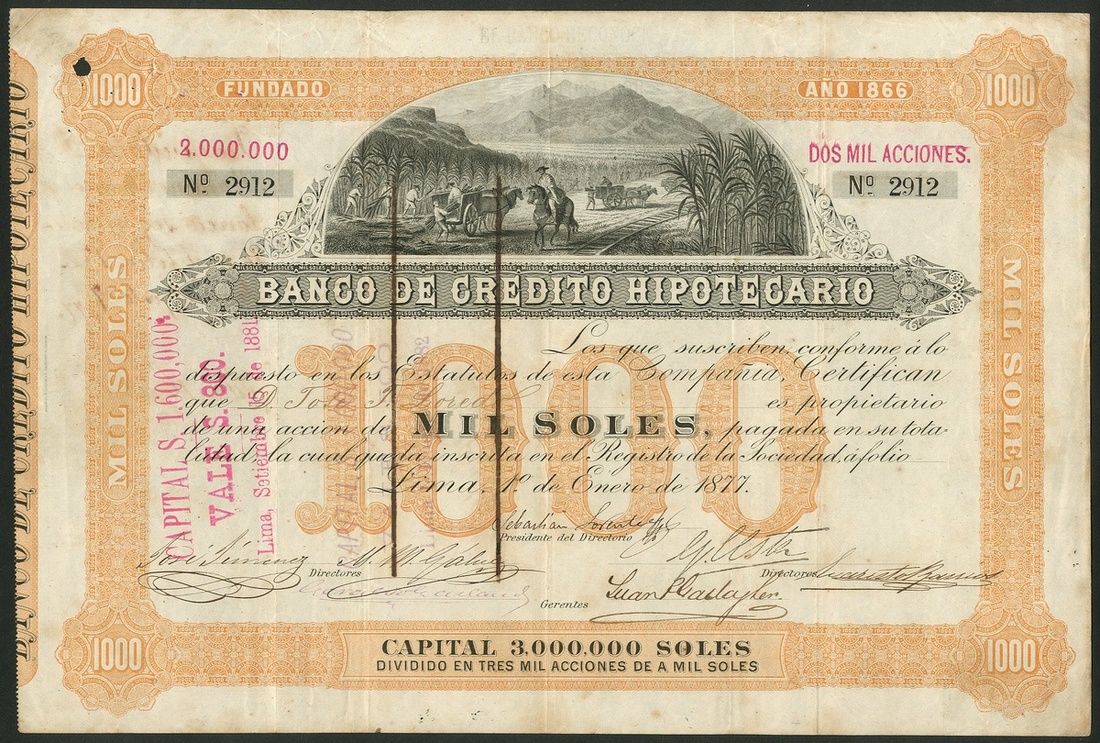 FUNDADO
AÑO 1866
1000
1000
2.000.000
DOS MIL ACCIONES.
Nº 2912
Nº 2912
BANCO DE CREDITO HIPOTECARIO
Los que suscriben, conforme á lo
dispuesto en los Estatutos de esta Compañia, Certifican
que D es propietario
de una accion de MIL SOLES, pagada en su tota-
lidad; la cual queda inscrita en el Registro de la Sociedad, á folio
Lima, 1º de Enero de 1877.
1000
Presidente del Directorio
Directores
Directores
Gerentes
CAPITAL 3,000,000 SOLES
DIVIDIDO EN TRES MIL ACCIONES DE A MIL SOLES
1000
1000
MIL SOLES
MIL SOLES
CAPITAL S. 1.600,000.
VALE S. 800.
Lima, Setiembre 15 de, 1881
BANCO DE CREDITO HIPOTECARIO